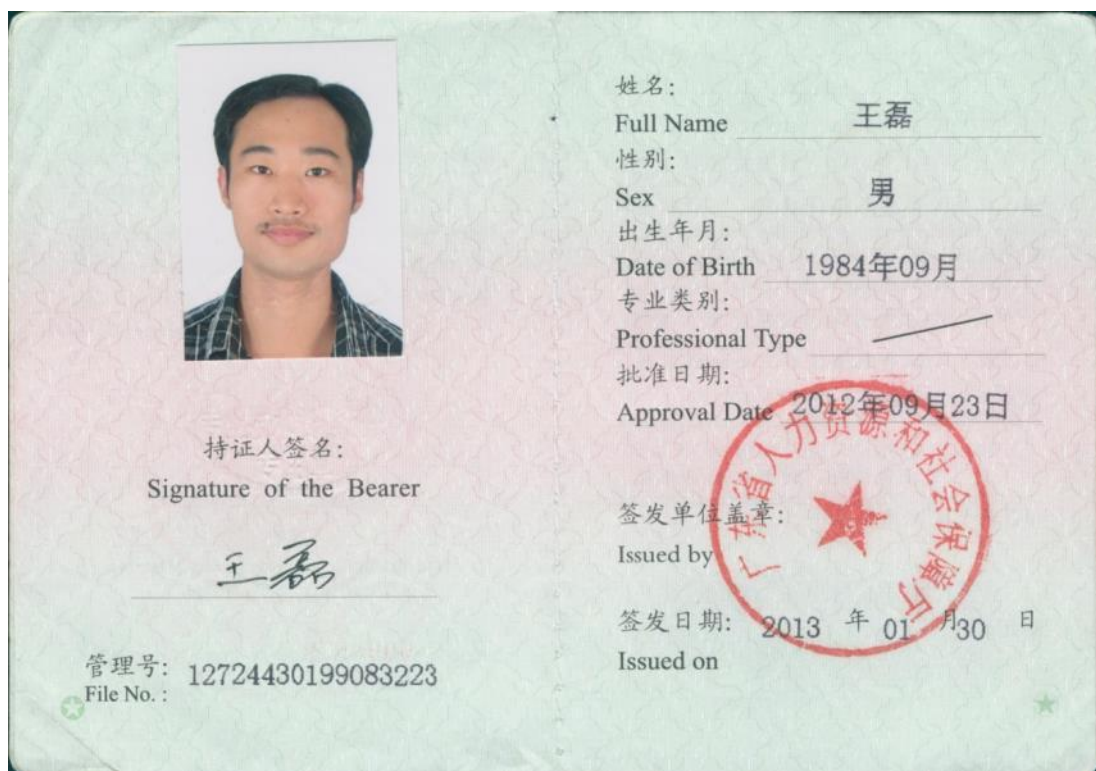 持证人签名:
Signature of the Bearer
王磊
管理号: 12724430199083223
File No. :
姓名:
Full Name 王磊
性别:
Sex 男
出生年月:
Date of Birth 1984年09月
专业类别:
Professional Type
批准日期:
Approval Date 2012年09月23日
广东省人力资源和社会保障厅
签发单位盖章:
Issued by
签发日期: 2013 年 01 月30 日
Issued on